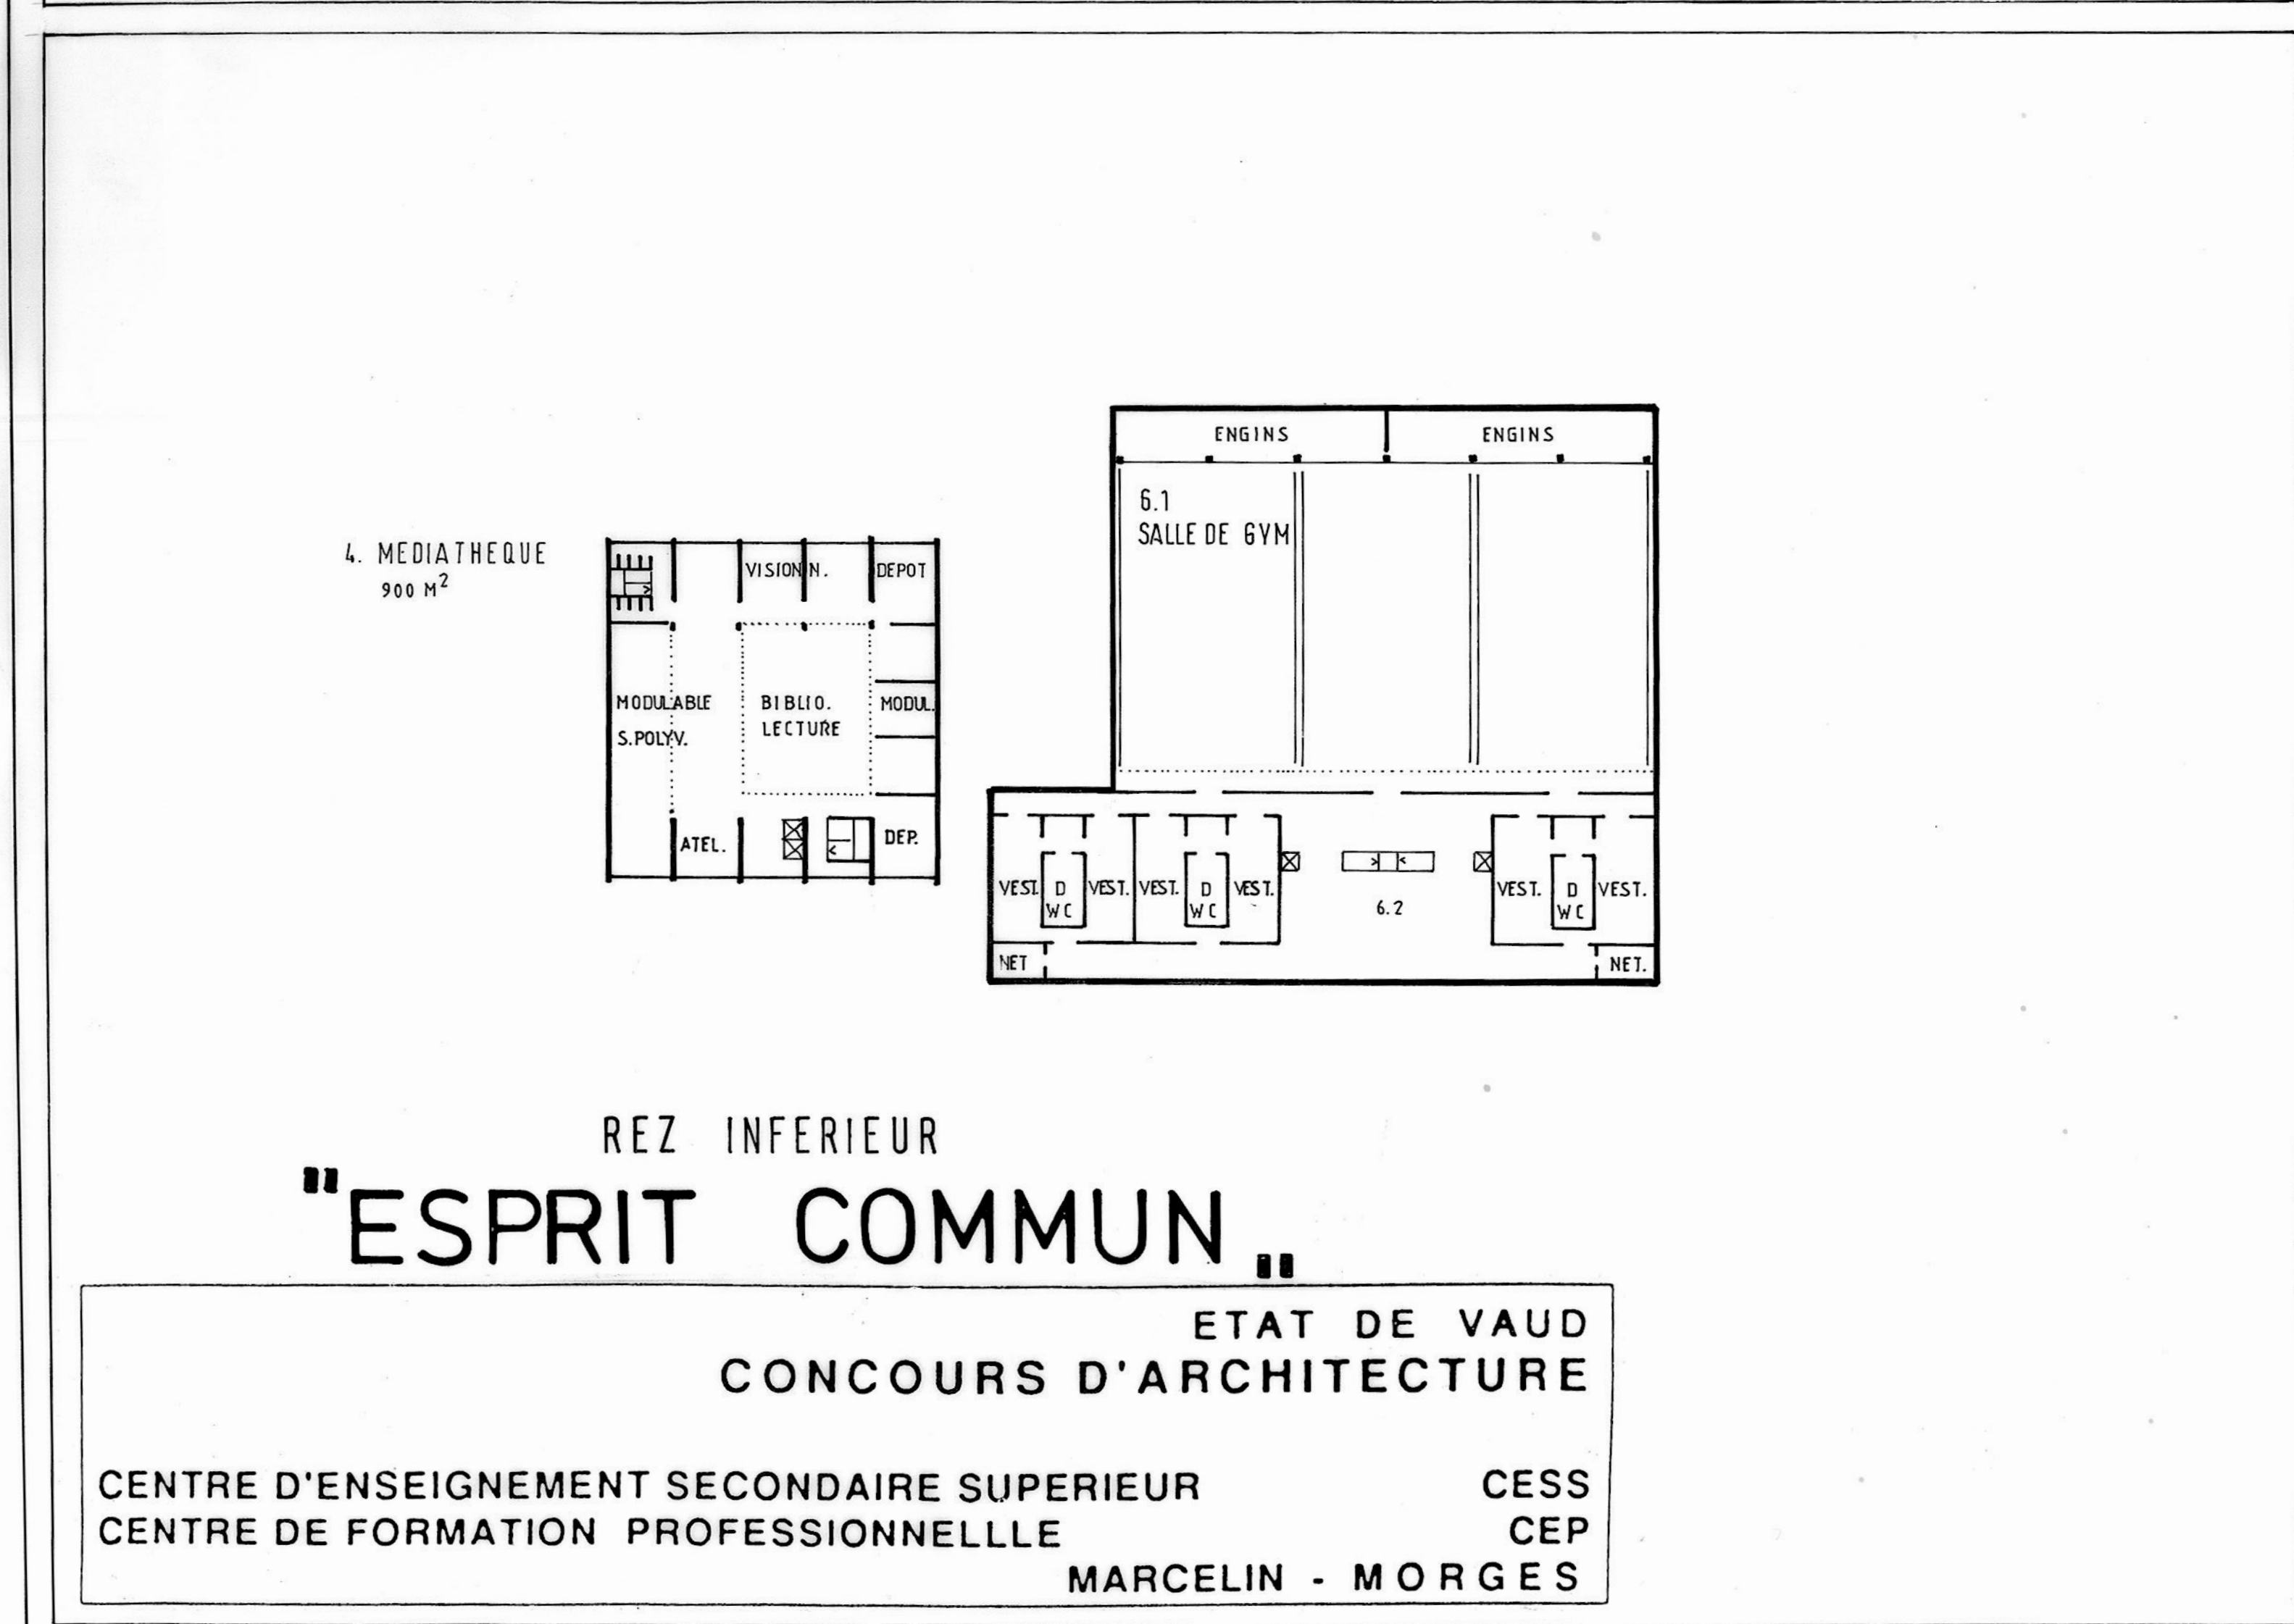 4. MEDIATHEQUE
900 M²
VISION N.
DEPOT
MODULABLE
S.POLYV.
BIBLIO.
LECTURE
MODUL.
ATEL.
DEP.
ENGINS
ENGINS
6.1
SALLE DE GYM
VEST.
D
WC
VEST.
VEST.
D
WC
VEST.
6.2
VEST.
D
WC
VEST.
NET
NET.
REZ INFERIEUR
"ESPRIT COMMUN„
ETAT DE VAUD
CONCOURS D'ARCHITECTURE
CENTRE D'ENSEIGNEMENT SECONDAIRE SUPERIEUR CESS
CENTRE DE FORMATION PROFESSIONNELLLE CEP
MARCELIN - MORGES